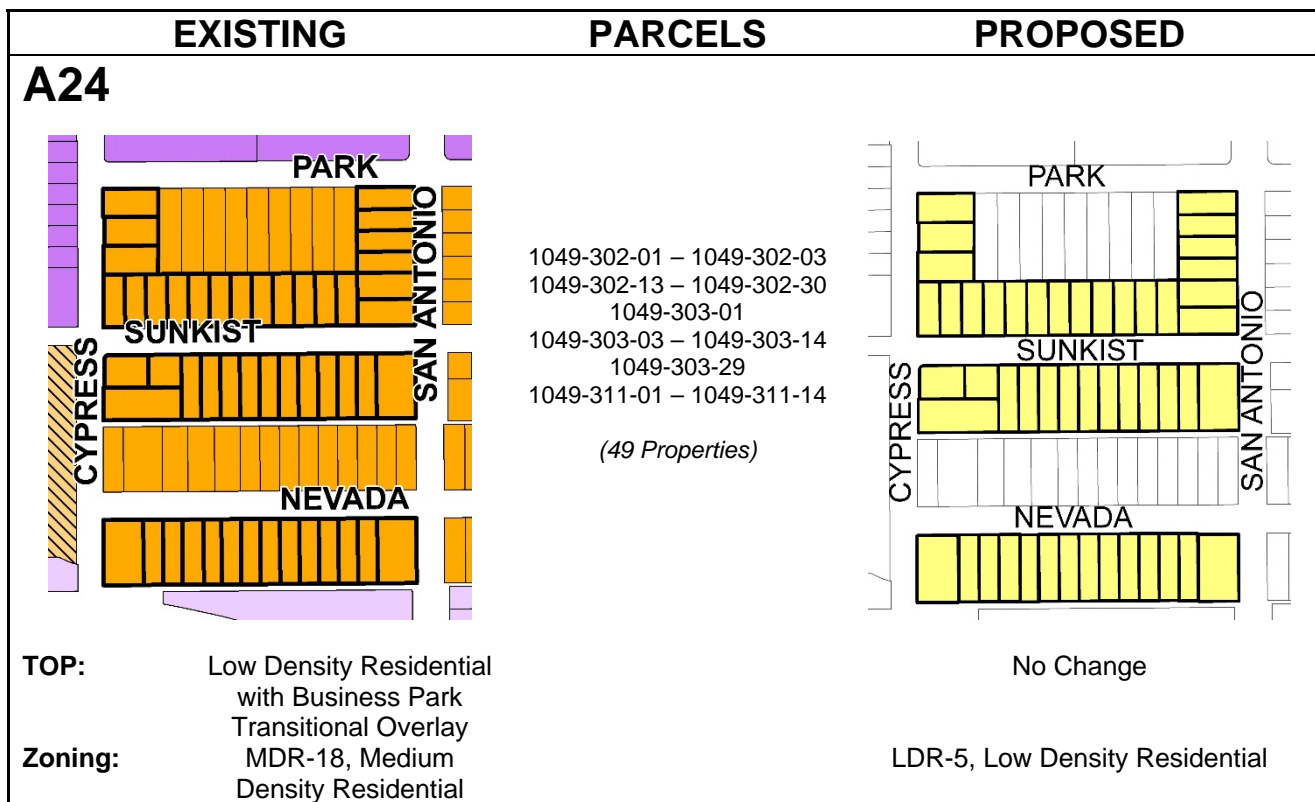 EXISTING PARCELS PROPOSED
A24
PARK
SAN ANTONIO
SUNKIST
CYPRESS
NEVADA
1049-302-01 – 1049-302-03
1049-302-13 – 1049-302-30
1049-303-01
1049-303-03 – 1049-303-14
1049-303-29
1049-311-01 – 1049-311-14
(49 Properties)
PARK
SUNKIST
SAN ANTONIO
CYPRESS
NEVADA
TOP: Low Density Residential No Change
with Business Park
Transitional Overlay
Zoning: MDR-18, Medium LDR-5, Low Density Residential
Density Residential